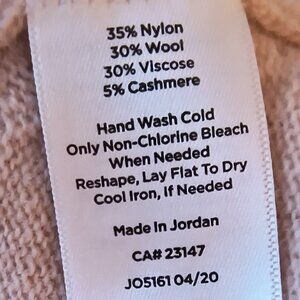 35% Nylon
30% Wool
30% Viscose
5% Cashmere
Hand Wash Cold
Only Non-Chlorine Bleach
When Needed
Reshape, Lay Flat To Dry
Cool Iron, If Needed
Made In Jordan
CA# 23147
JO5161 04/20